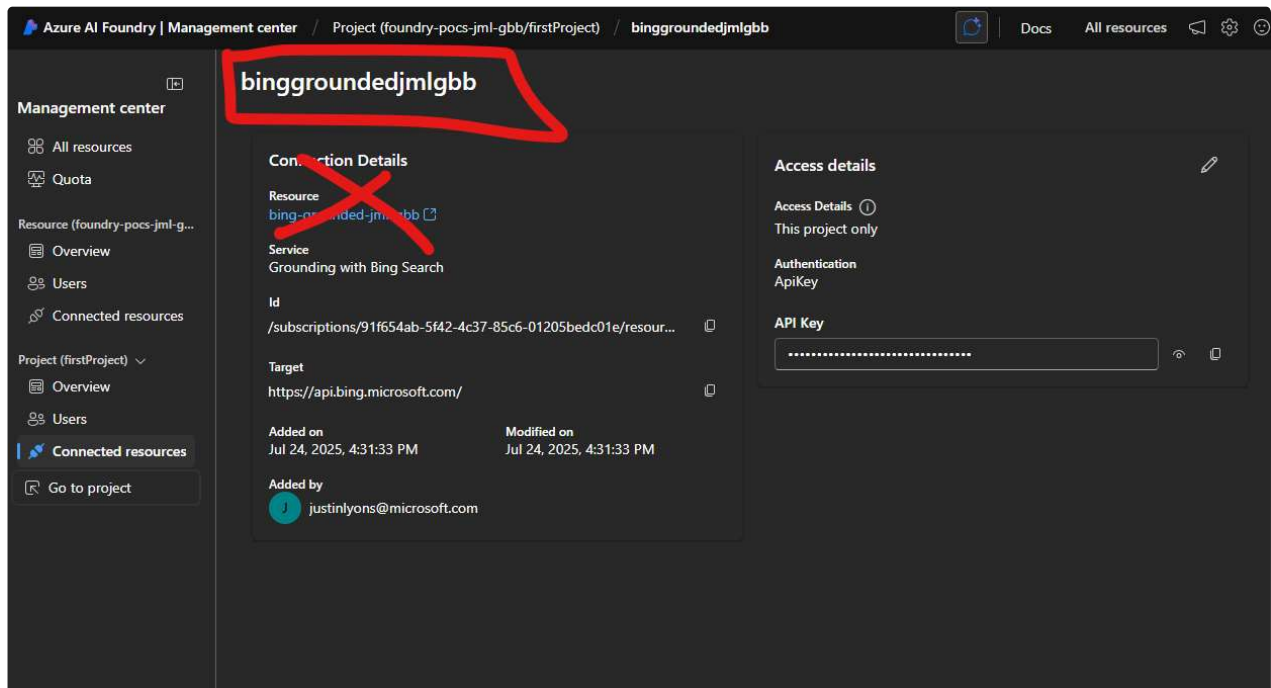 Azure AI Foundry | Management center / Project (foundry-pocs-jml-gbb/firstProject) / binggroundedjmlgbb Docs All resources
Management center
All resources
Quota
Resource (foundry-pocs-jml-g...
Overview
Users
Connected resources
Project (firstProject)
Overview
Users
Connected resources
Go to project
binggroundedjmlgbb
Connection Details
Resource
bing-grounded-jml-gbb
Service
Grounding with Bing Search
Id
/subscriptions/91f654ab-5f42-4c37-85c6-01205bedc01e/resour...
Target
https://api.bing.microsoft.com/
Added on Modified on
Jul 24, 2025, 4:31:33 PM Jul 24, 2025, 4:31:33 PM
Added by
J justinlyons@microsoft.com
Access details
Access Details
This project only
Authentication
ApiKey
API Key
••••••••••••••••••••••••••••••••